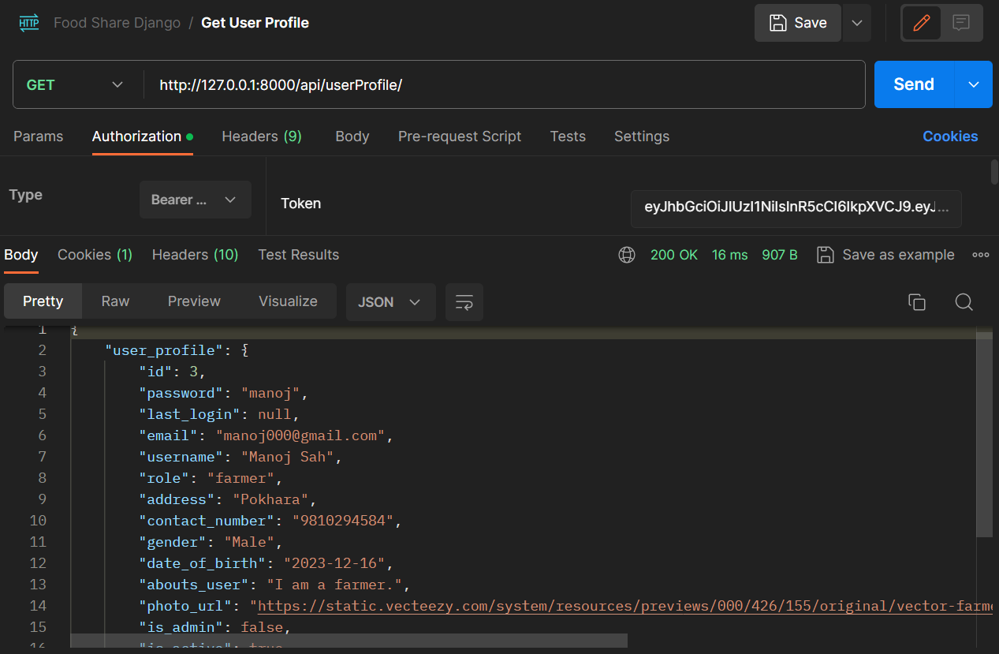 HTTP Food Share Django / Get User Profile Save
GET http://127.0.0.1:8000/api/userProfile/ Send
Params Authorization Headers (9) Body Pre-request Script Tests Settings Cookies
Type Bearer ... Token eyJhbGciOiJIUzI1NiIsInR5cCI6IkpXVCJ9.eyJ...
Body Cookies (1) Headers (10) Test Results 200 OK 16 ms 907 B Save as example
Pretty Raw Preview Visualize JSON
1 {
2 "user_profile": {
3 "id": 3,
4 "password": "manoj",
5 "last_login": null,
6 "email": "manoj000@gmail.com",
7 "username": "Manoj Sah",
8 "role": "farmer",
9 "address": "Pokhara",
10 "contact_number": "9810294584",
11 "gender": "Male",
12 "date_of_birth": "2023-12-16",
13 "abouts_user": "I am a farmer.",
14 "photo_url": "https://static.vecteezy.com/system/resources/previews/000/426/155/original/vector-farme
15 "is_admin": false,
16 "is_active": true